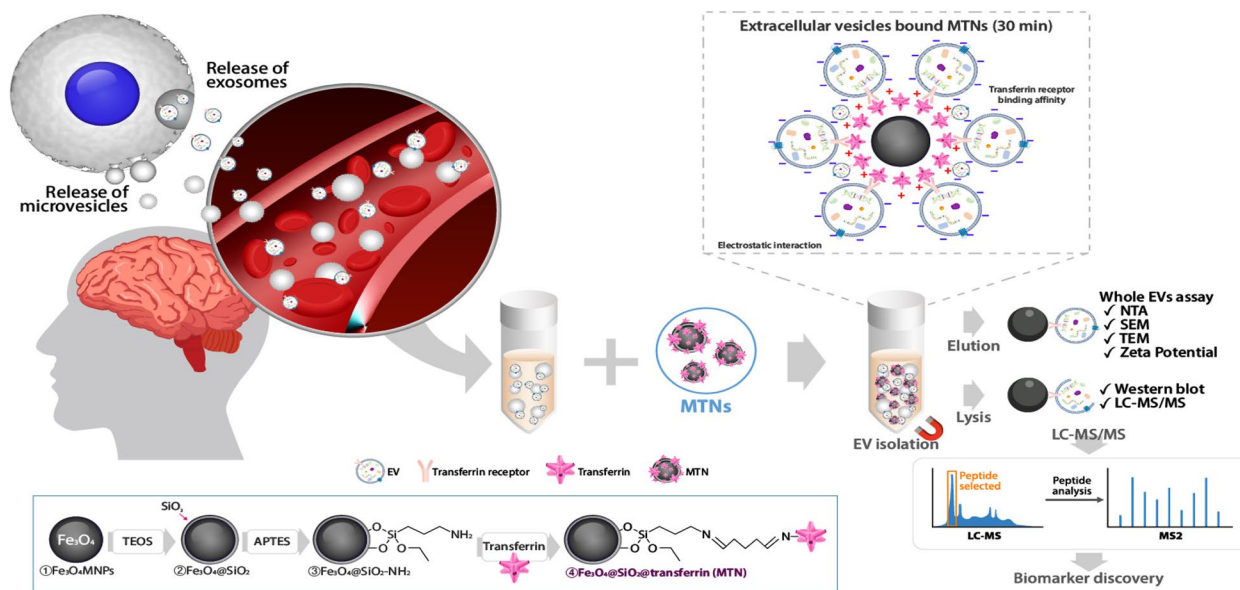 Extracellular vesicles bound MTNs (30 min)
Release of
exosomes
Release of
microvesicles
Transferrin receptor
binding affinity
Electrostatic interaction
MTNs
EV isolation
Elution
Lysis
Whole EVs assay
✓ NTA
✓ SEM
✓ TEM
✓ Zeta Potential
✓ Western blot
✓ LC-MS/MS
LC-MS/MS
Peptide
selected
Peptide
analysis
LC-MS
MS2
Biomarker discovery
EV
Transferrin receptor
Transferrin
MTN
SiO₂
Fe₃O₄
TEOS
APTES
Transferrin
O
O
Si
O
NH₂
O
O
Si
O
N
N
①Fe₃O₄MNPs
②Fe₃O₄@SiO₂
③Fe₃O₄@SiO₂-NH₂
④Fe₃O₄@SiO₂@transferrin (MTN)